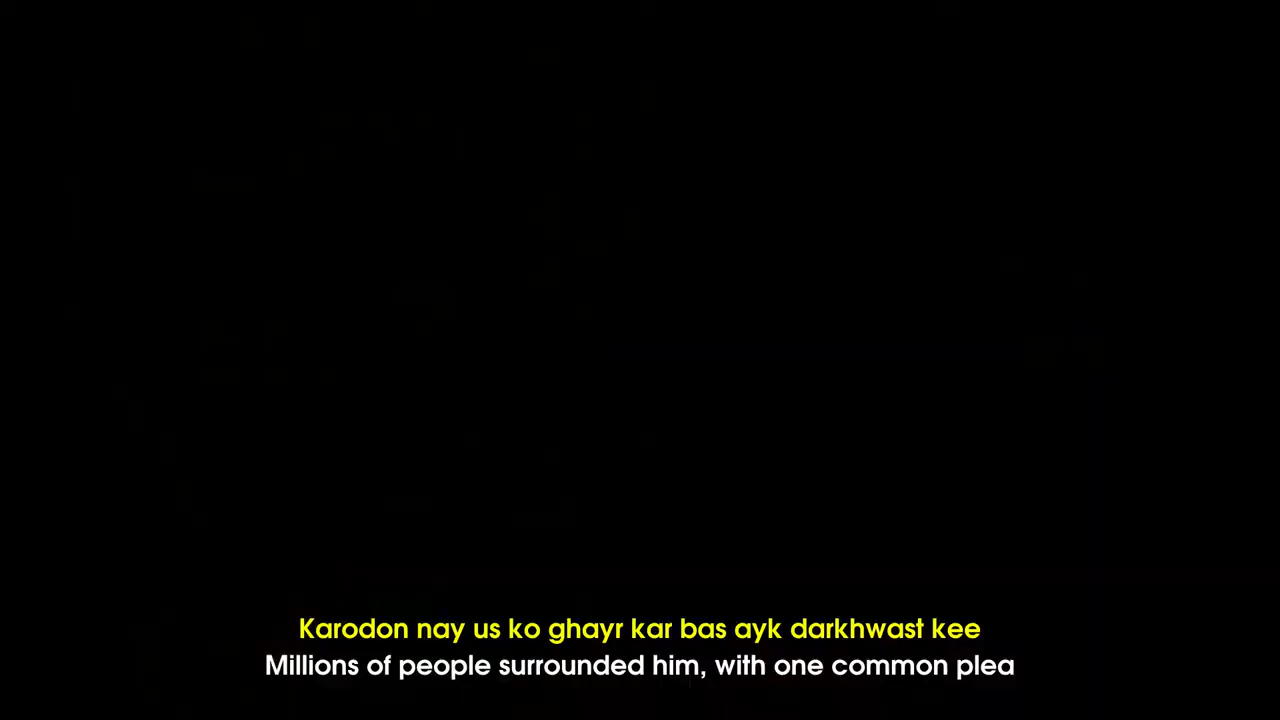 Karodon nay us ko ghayr kar bas ayk darkhwast kee
Millions of people surrounded him, with one common plea